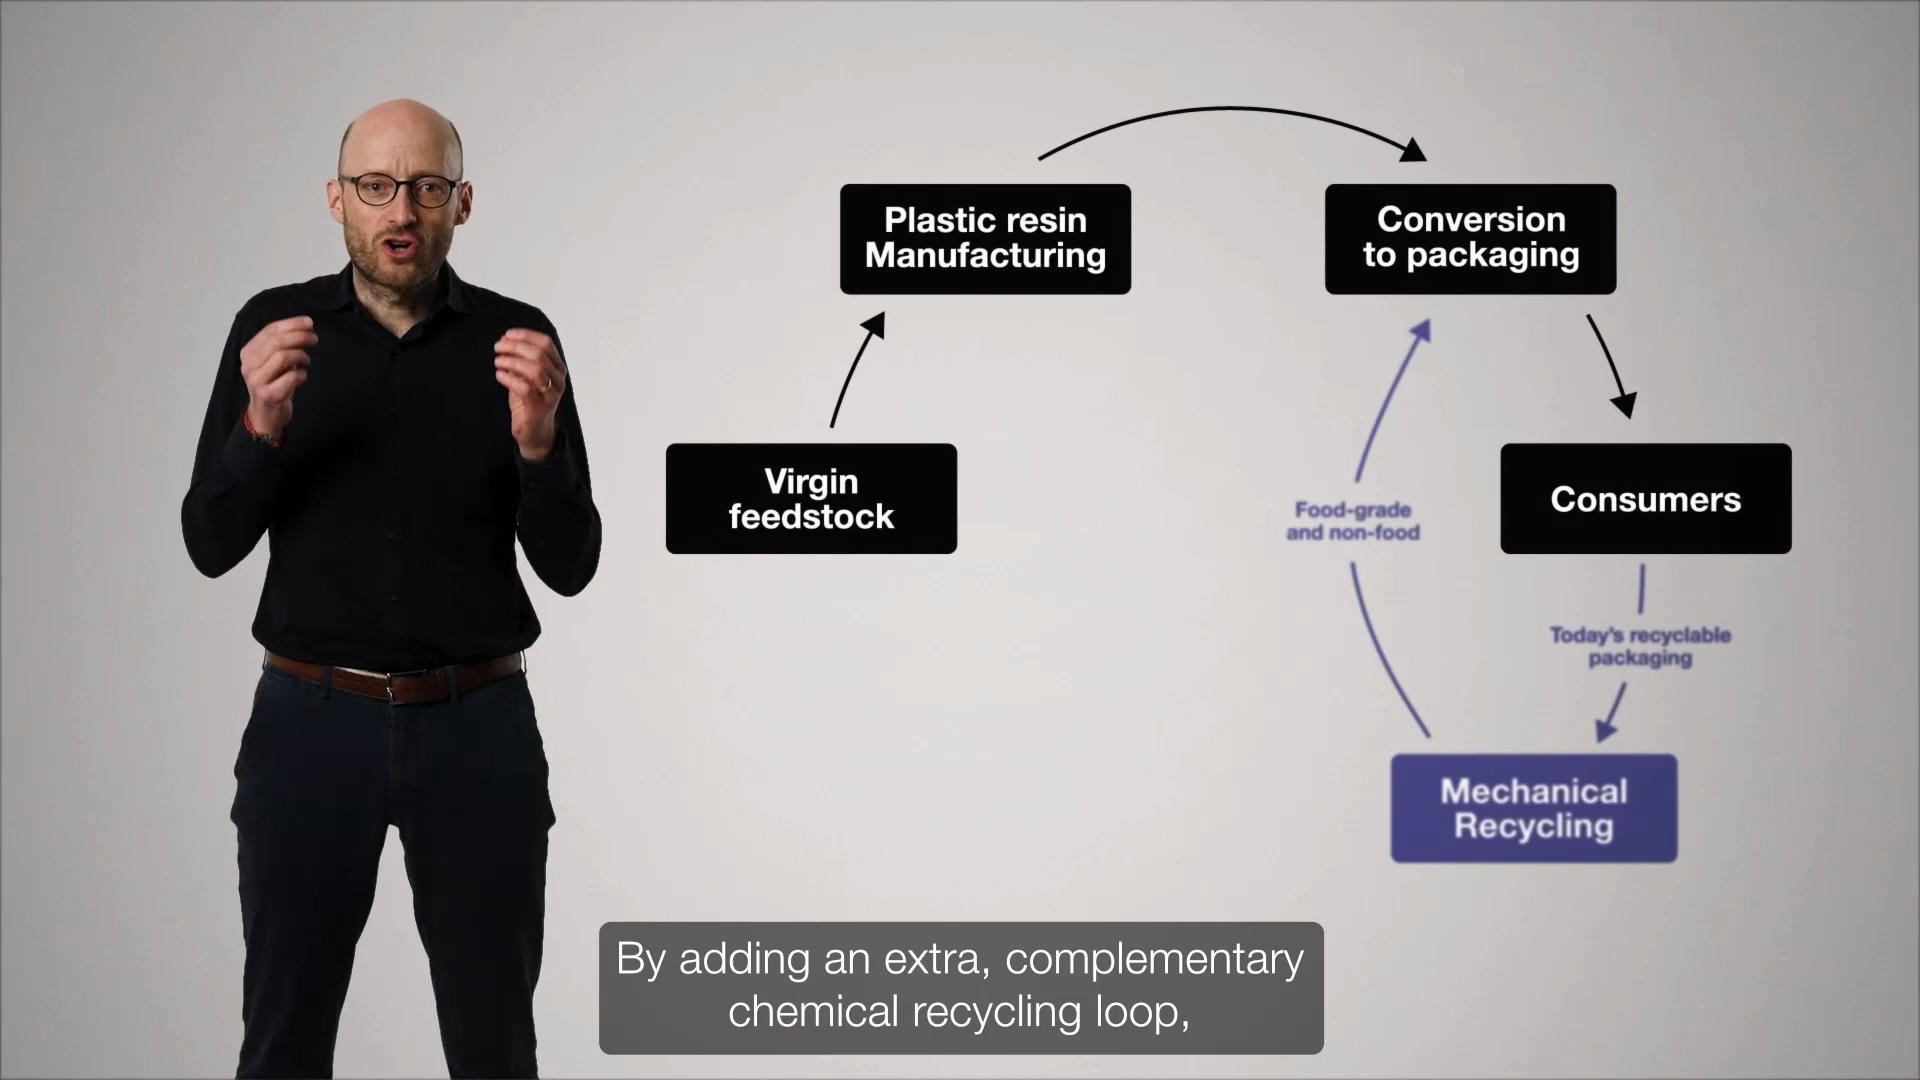 Plastic resin
Manufacturing
Conversion
to packaging
Virgin
feedstock
Food-grade
and non-food
Consumers
Today's recyclable
packaging
Mechanical
Recycling
By adding an extra, complementary
chemical recycling loop,